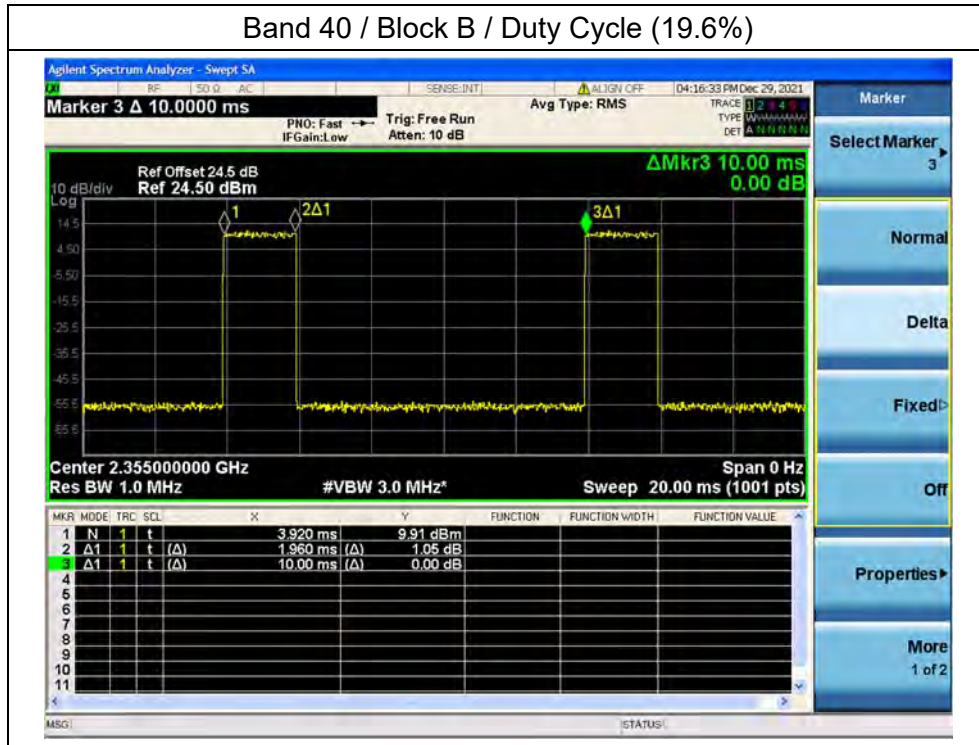 Band 40 / Block B / Duty Cycle (19.6%)
Agilent Spectrum Analyzer - Swept SA
RF 50 Ω AC SENSE:INT ALIGN OFF 04:16:33 PM Dec 29, 2021
Marker 3 Δ 10.0000 ms
PNO: Fast
IFGain:Low
Trig: Free Run
Atten: 10 dB
Avg Type: RMS
TRACE 1 2 3 4 5 6
TYPE
DET A N N N N N
ΔMkr3 10.00 ms
0.00 dB
Ref Offset 24.5 dB
10 dB/div Ref 24.50 dBm
Log
14.5
4.50
-5.50
-15.5
-25.5
-35.5
-45.5
-55.5
-65.5
1
2Δ1
3Δ1
Center 2.355000000 GHz Span 0 Hz
Res BW 1.0 MHz #VBW 3.0 MHz* Sweep 20.00 ms (1001 pts)
MKR MODE TRC SCL X Y FUNCTION FUNCTION WIDTH FUNCTION VALUE
1 N 1 t 3.920 ms 9.91 dBm
2 Δ1 1 t (Δ) 1.960 ms (Δ) 1.05 dB
3 Δ1 1 t (Δ) 10.00 ms (Δ) 0.00 dB
4
5
6
7
8
9
10
11
MSG STATUS
Marker
Select Marker
3
Normal
Delta
Fixed
Off
Properties
More
1 of 2